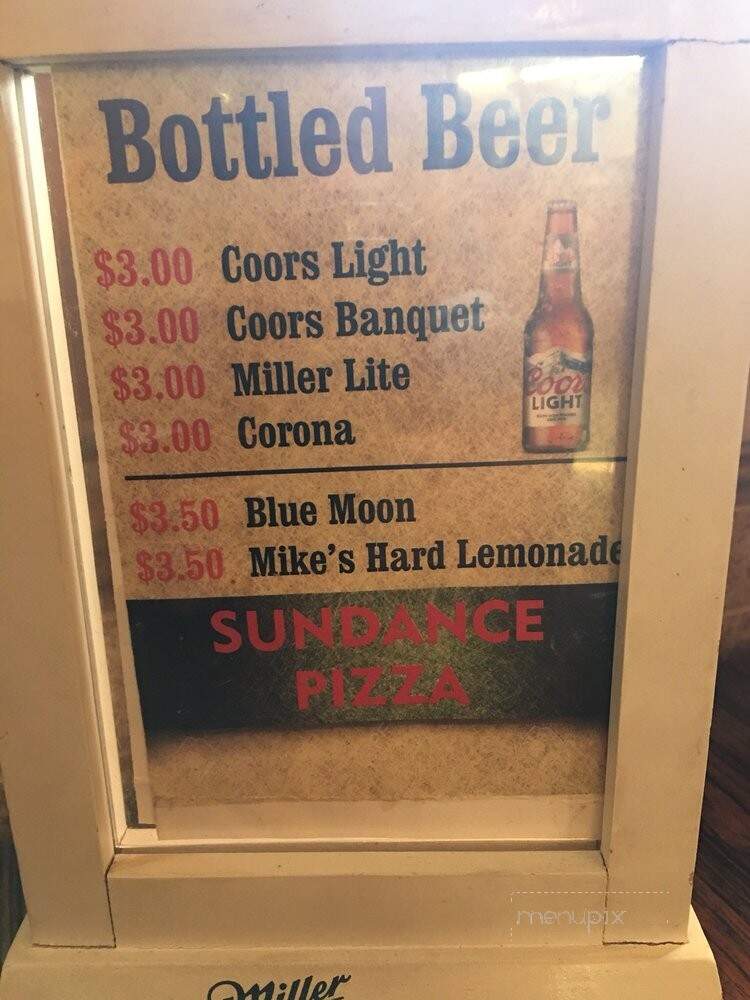 Bottled Beer
$3.00 Coors Light
$3.00 Coors Banquet
$3.00 Miller Lite
$3.00 Corona
Coors
LIGHT
$3.50 Blue Moon
$3.50 Mike's Hard Lemonade
SUNDANCE
PIZZA
menupix
Miller